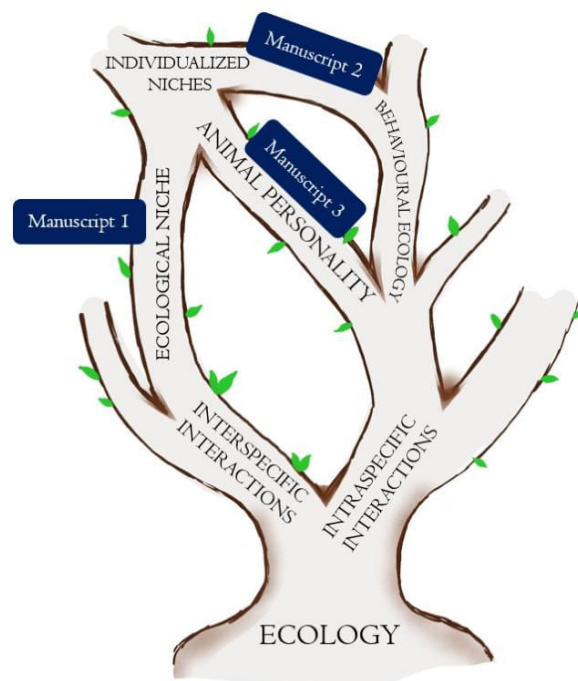 Manuscript 2
INDIVIDUALIZED
NICHES
BEHAVIOURAL ECOLOGY
Manuscript 3
ANIMAL PERSONALITY
Manuscript 1
ECOLOGICAL NICHE
INTERSPECIFIC
INTERACTIONS
INTRASPECIFIC
INTERACTIONS
ECOLOGY